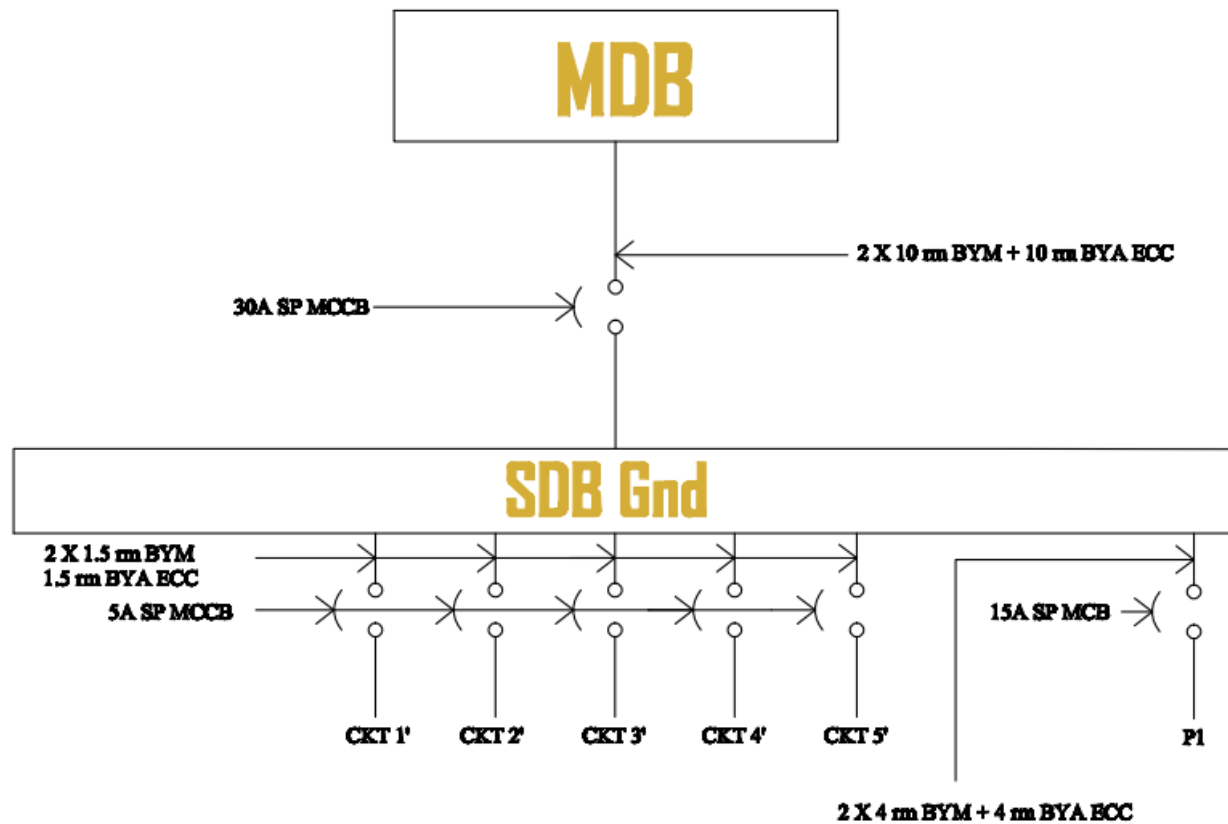 MDB
2 X 10 rm BYM + 10 rm BYA ECC
30A SP MCCB
SDB Gnd
2 X 1.5 rm BYM
1.5 rm BYA ECC
5A SP MCCB
15A SP MCB
CKT 1'
CKT 2'
CKT 3'
CKT 4'
CKT 5'
P1
2 X 4 rm BYM + 4 rm BYA ECC